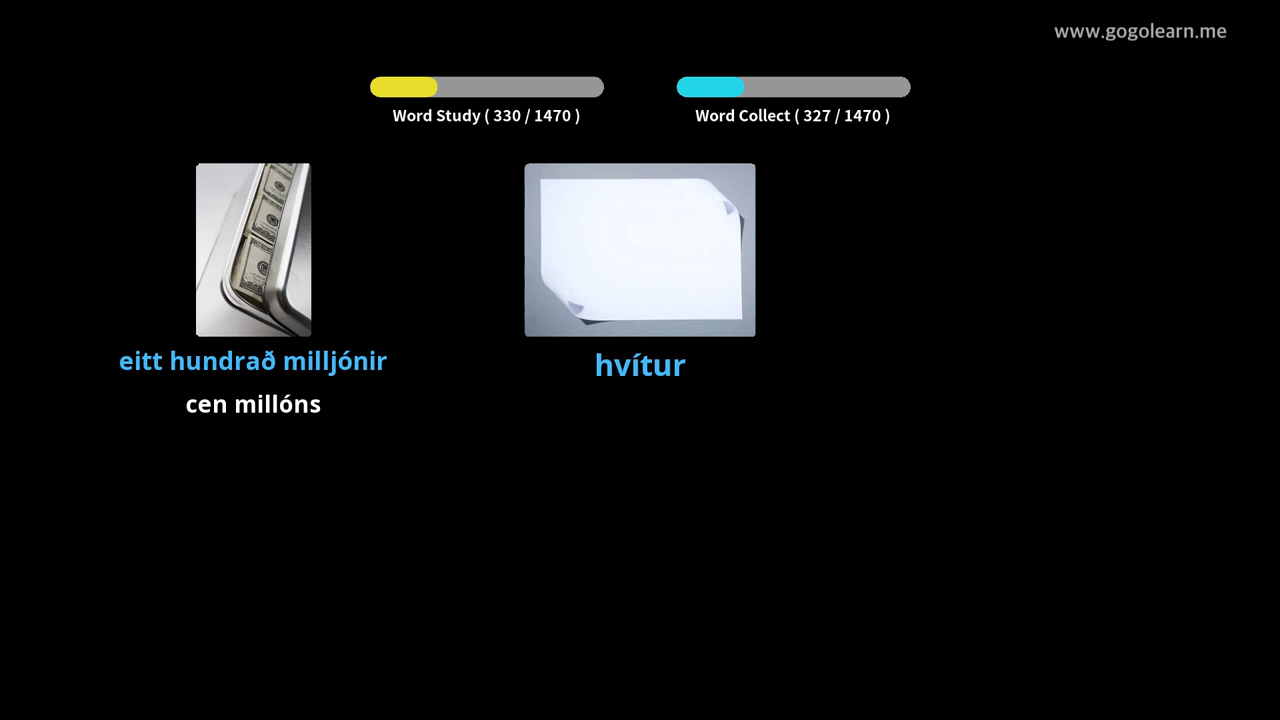 www.gogolearn.me
Word Study ( 330 / 1470 )
Word Collect ( 327 / 1470 )
eitt hundrað milljónir
cen millóns
hvítur